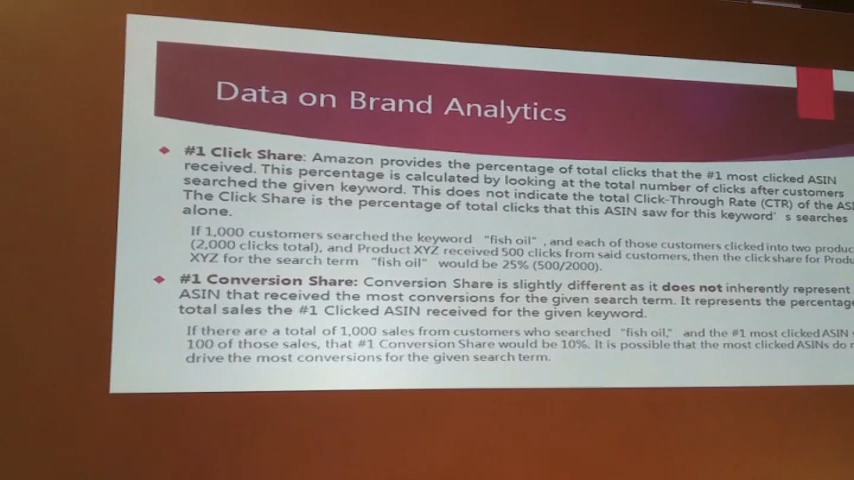 Data on Brand Analytics
#1 Click Share: Amazon provides the percentage of total clicks that the #1 most clicked ASIN
received. This percentage is calculated by looking at the total number of clicks after customers
searched the given keyword. This does not indicate the total Click-Through Rate (CTR) of the
The Click Share is the percentage of total clicks that this ASIN saw for this keyword's searches
alone.
If 1,000 customers searched the keyword “fish oil”, and each of those customers clicked into two
(2,000 clicks total), and Product XYZ received 500 clicks from said customers, then the click share for
XYZ for the search term “fish oil” would be 25% (500/2000).
#1 Conversion Share: Conversion Share is slightly different as it does not inherently represent
ASIN that received the most conversions for the given search term. It represents the
total sales the #1 Clicked ASIN received for the given keyword.
If there are a total of 1,000 sales from customers who searched “fish oil,” and the #1 most clicked ASIN
100 of those sales, that #1 Conversion Share would be 10%. It is possible that the most clicked ASINs do
drive the most conversions for the given search term.